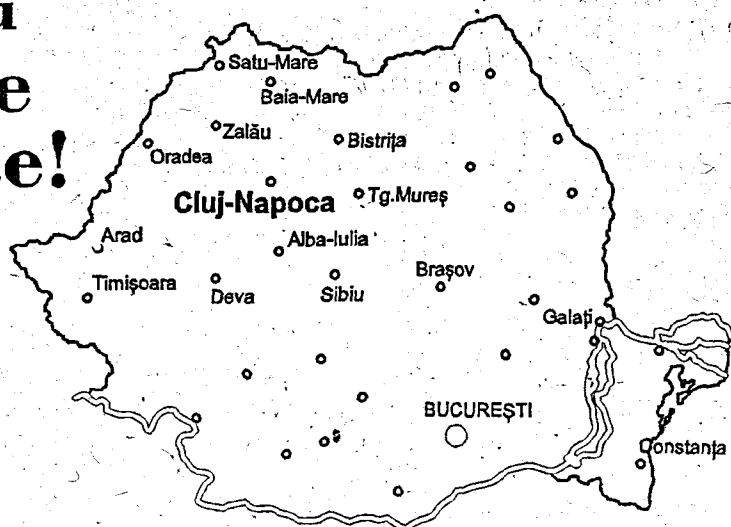 e!
Satu-Mare
Baia-Mare
Zalău
Oradea
Bistrița
Cluj-Napoca
Tg.Mureș
Arad
Alba-Iulia
Timișoara
Deva
Sibiu
Brașov
Galați
BUCUREȘTI
Constanța